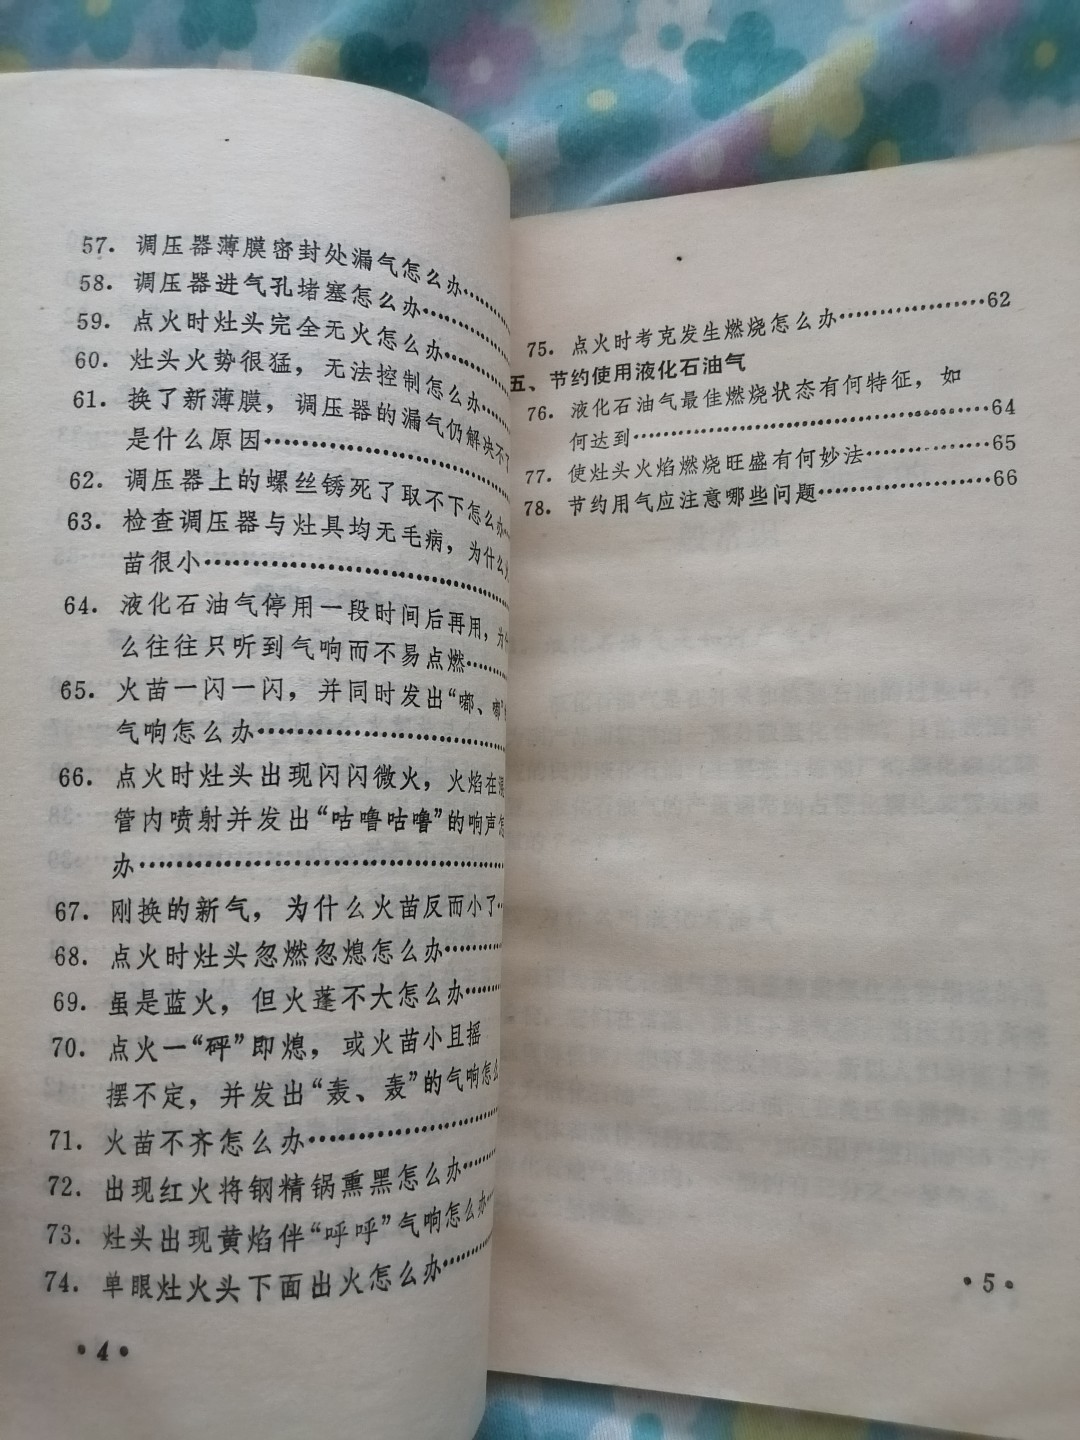 57. 调压器薄膜密封处漏气怎么办………
58. 调压器进气孔堵塞怎么办…………
59. 点火时灶头完全无火怎么办………
60. 灶头火势很猛，无法控制怎么办……
61. 换了新薄膜，调压器的漏气仍解决不了
是什么原因……………………
62. 调压器上的螺丝锈死了取不下怎么办…
63. 检查调压器与灶具均无毛病，为什么火
苗很小……………………………
64. 液化石油气停用一段时间后再用，为什
么往往只听到气响而不易点燃……
65. 火苗一闪一闪，并同时发出“嘟、嘟”
气响怎么办………………………
66. 点火时灶头出现闪闪微火，火焰在混
管内喷射并发出“咕噜咕噜”的响声怎
办…………………………………
67. 刚换的新气，为什么火苗反而小了…
68. 点火时灶头忽燃忽熄怎么办………
69. 虽是蓝火，但火蓬不大怎么办……
70. 点火一“砰”即熄，或火苗小且摇
摆不定，并发出“轰、轰”的气响怎么
71. 火苗不齐怎么办……………………
72. 出现红火将钢精锅熏黑怎么办……
73. 灶头出现黄焰伴“呼呼”气响怎么办…
74. 单眼灶火头下面出火怎么办………
• 4 •
75. 点火时考克发生燃烧怎么办………………62
五、节约使用液化石油气
76. 液化石油气最佳燃烧状态有何特征，如
何达到……………………………………64
77. 使灶头火焰燃烧旺盛有何妙法……………65
78. 节约用气应注意哪些问题…………………66
• 5 •